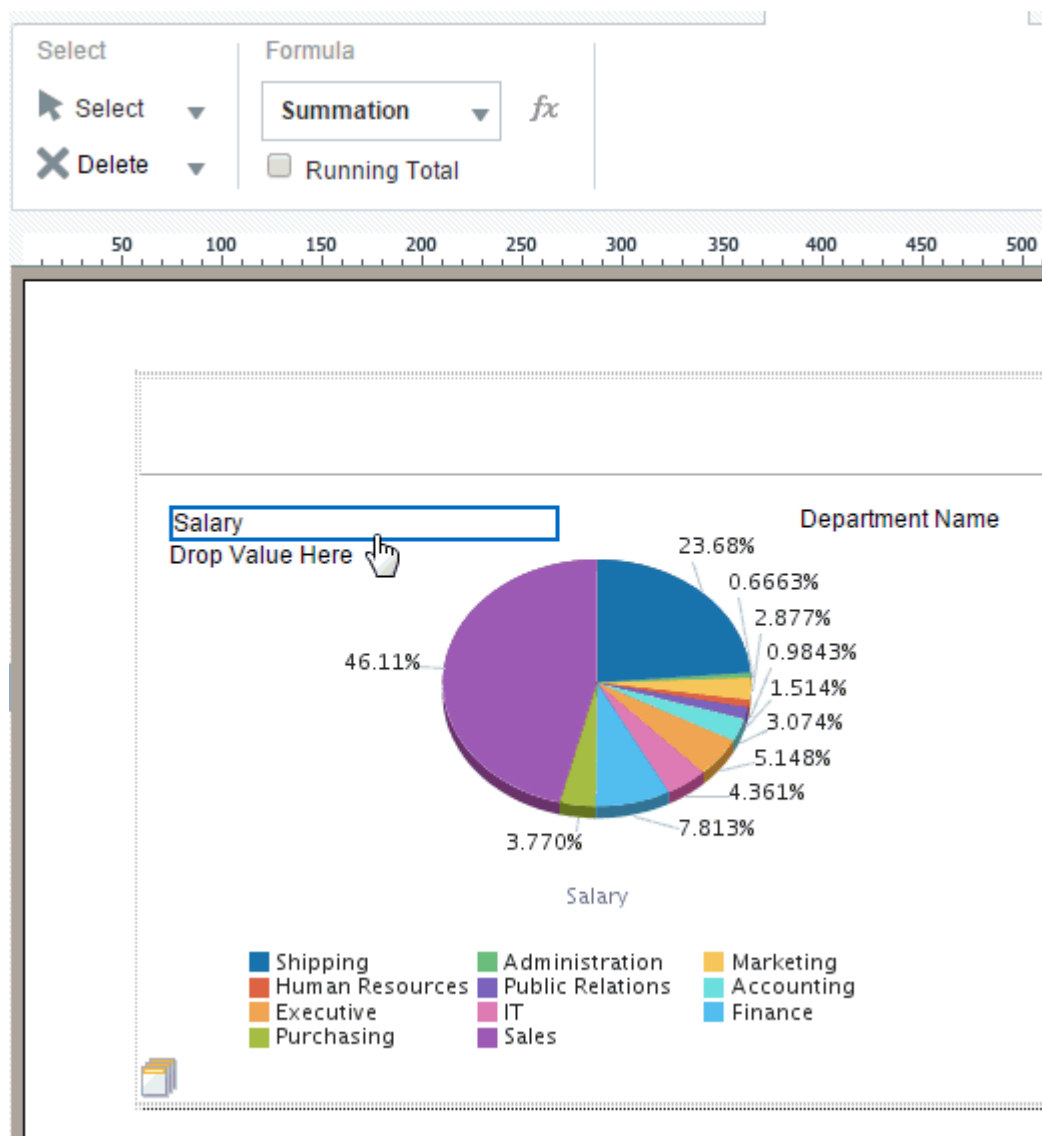 Select Formula
Select Summation fx
Delete Running Total
50 100 150 200 250 300 350 400 450 500
Salary Department Name
Drop Value Here 23.68%
0.6663%
2.877%
46.11% 0.9843%
1.514%
3.074%
5.148%
4.361%
3.770% 7.813%
Salary
Shipping Administration Marketing
Human Resources Public Relations Accounting
Executive IT Finance
Purchasing Sales